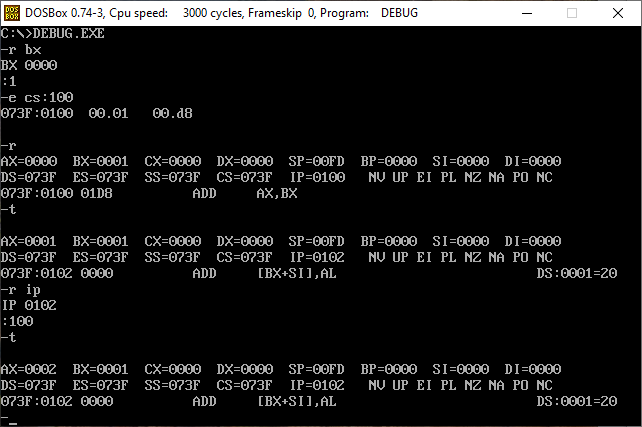 DOSBox 0.74-3, Cpu speed:    3000 cycles, Frameskip  0, Program:    DEBUG
C:\>DEBUG.EXE
-r bx
BX 0000
:1
-e cs:100
073F:0100  00.01   00.d8
-r
AX=0000  BX=0001  CX=0000  DX=0000  SP=00FD  BP=0000  SI=0000  DI=0000
DS=073F  ES=073F  SS=073F  CS=073F  IP=0100   NV UP EI PL NZ NA PO NC
073F:0100 01D8          ADD     AX,BX
-t
AX=0001  BX=0001  CX=0000  DX=0000  SP=00FD  BP=0000  SI=0000  DI=0000
DS=073F  ES=073F  SS=073F  CS=073F  IP=0102   NV UP EI PL NZ NA PO NC
073F:0102 0000          ADD     [BX+SI],AL                         DS:0001=20
-r ip
IP 0102
:100
-t
AX=0002  BX=0001  CX=0000  DX=0000  SP=00FD  BP=0000  SI=0000  DI=0000
DS=073F  ES=073F  SS=073F  CS=073F  IP=0102   NV UP EI PL NZ NA PO NC
073F:0102 0000          ADD     [BX+SI],AL                         DS:0001=20
-_